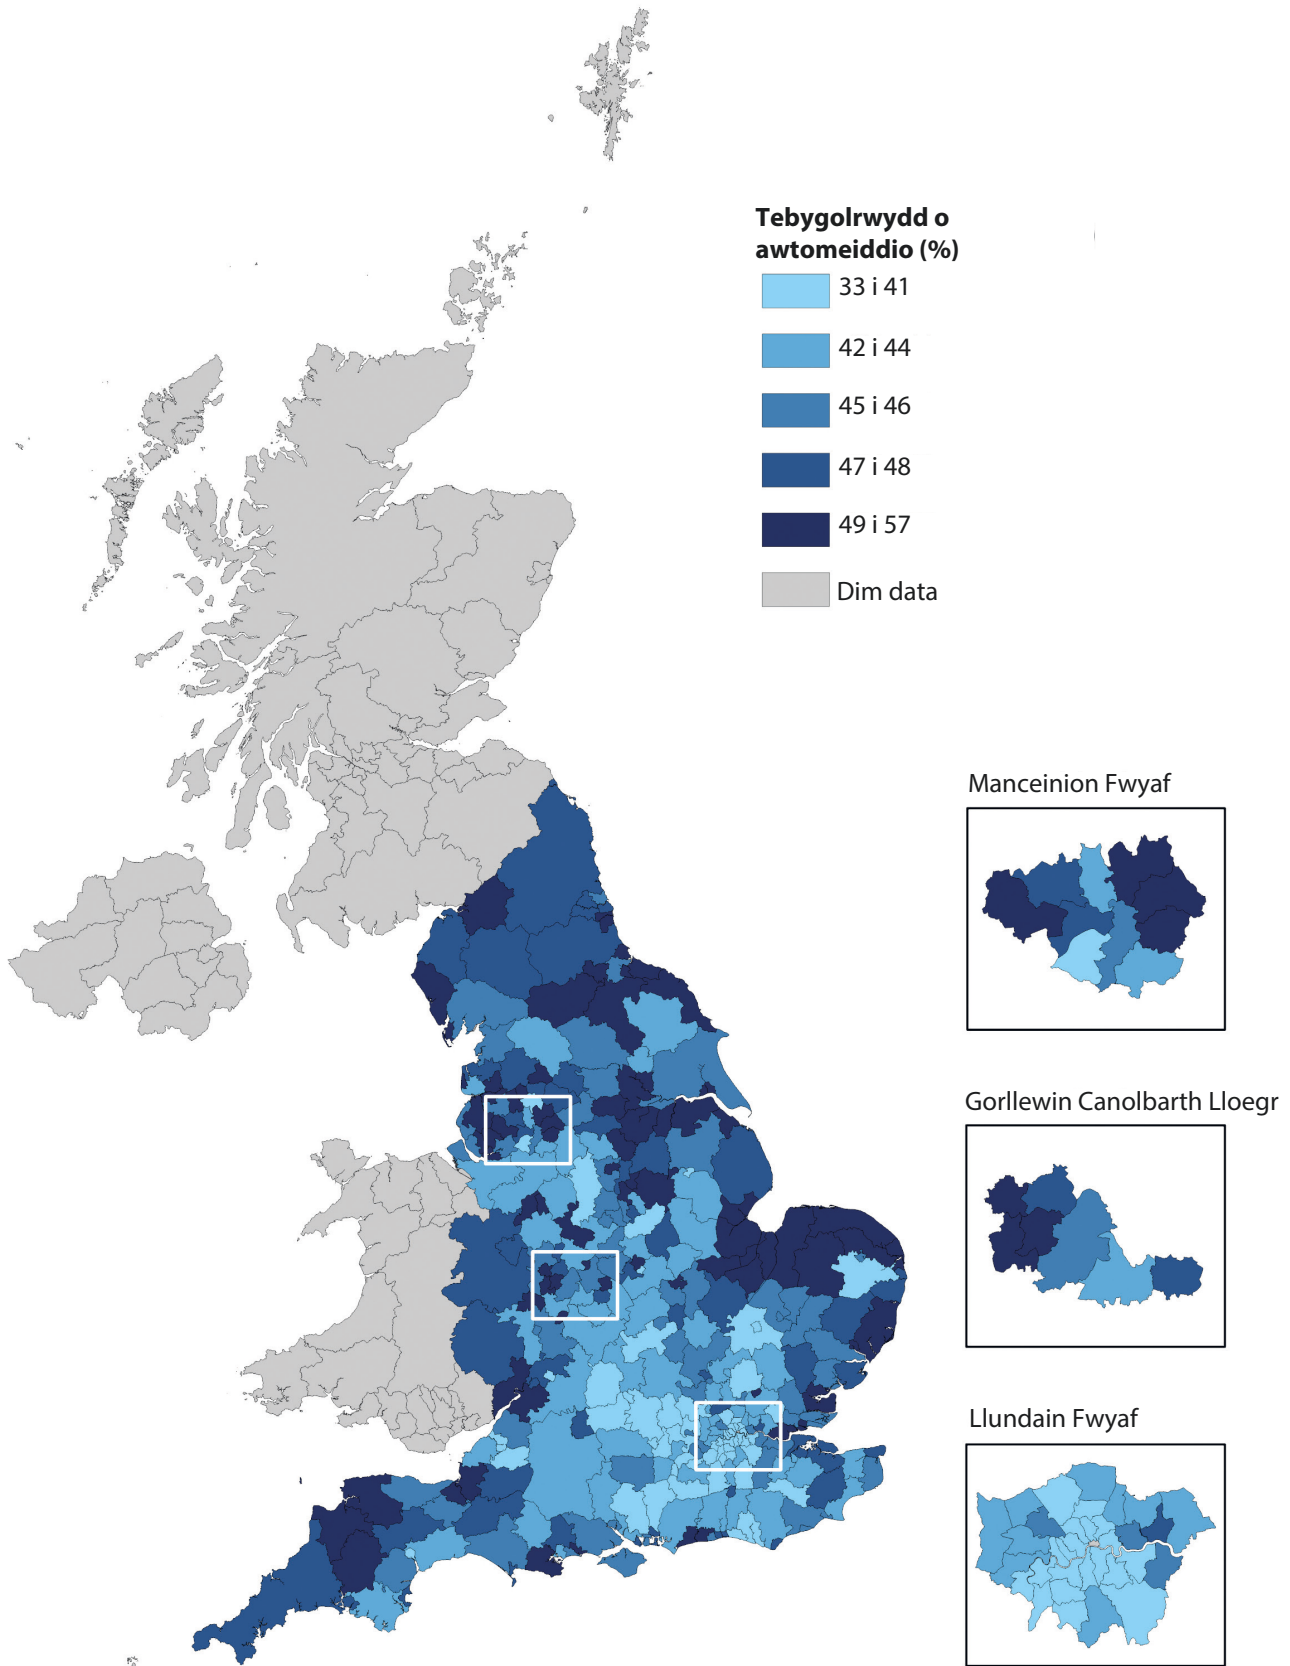 Tebygolrwydd o
awtomeiddio (%)
33 i 41
42 i 44
45 i 46
47 i 48
49 i 57
Dim data
Manceinion Fwyaf
Gorllewin Canolbarth Lloegr
Llundain Fwyaf